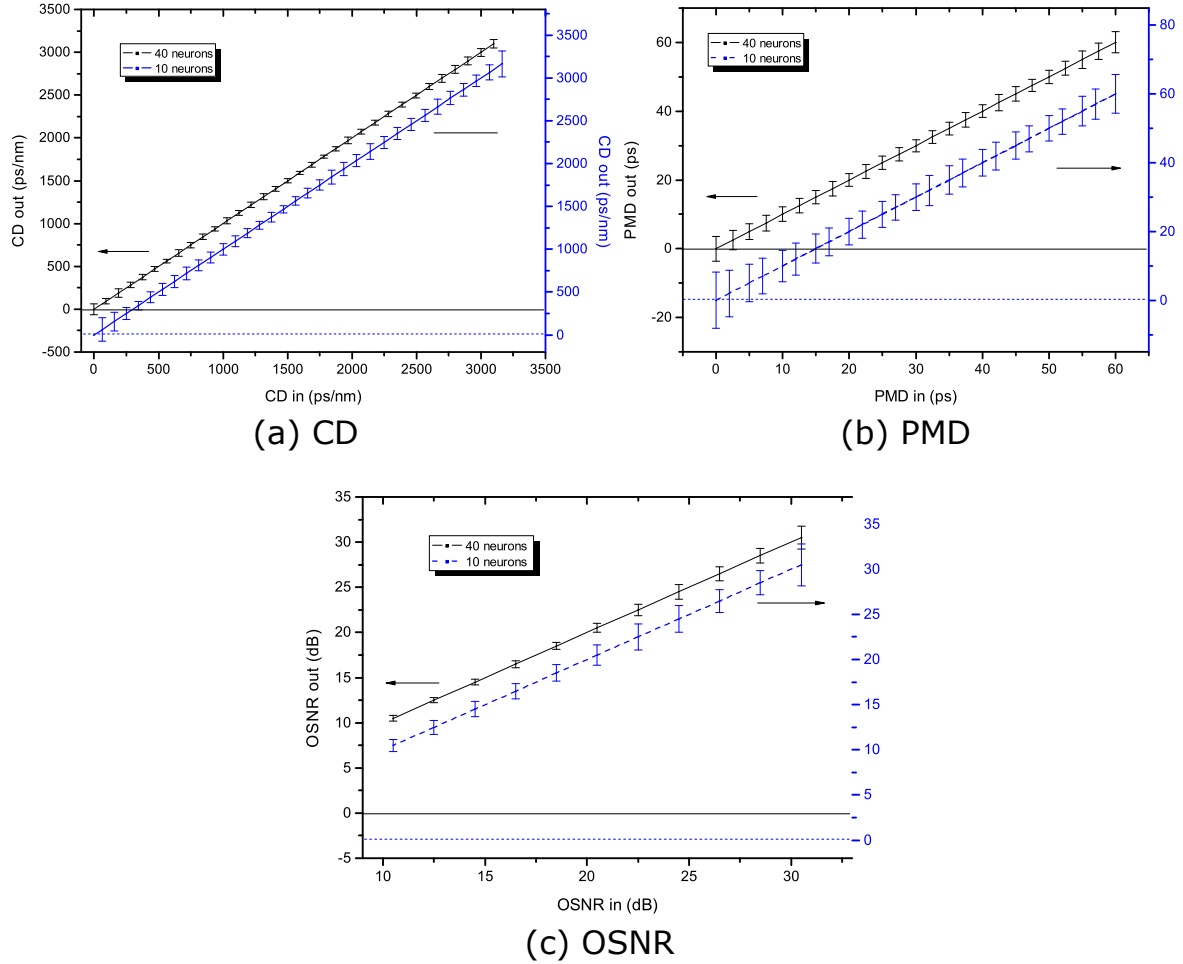 3500
3000
2500
2000
1500
1000
500
0
-500
CD out (ps/nm)
40 neurons
10 neurons
3500
3000
2500
2000
1500
1000
500
0
CD out (ps/nm)
0 500 1000 1500 2000 2500 3000 3500
CD in (ps/nm)
(a) CD
60
40
20
0
-20
PMD out (ps)
40 neurons
10 neurons
80
60
40
20
0
0 10 20 30 40 50 60
PMD in (ps)
(b) PMD
35
30
25
20
15
10
5
0
-5
OSNR out (dB)
40 neurons
10 neurons
35
30
25
20
15
10
5
0
10 15 20 25 30
OSNR in (dB)
(c) OSNR